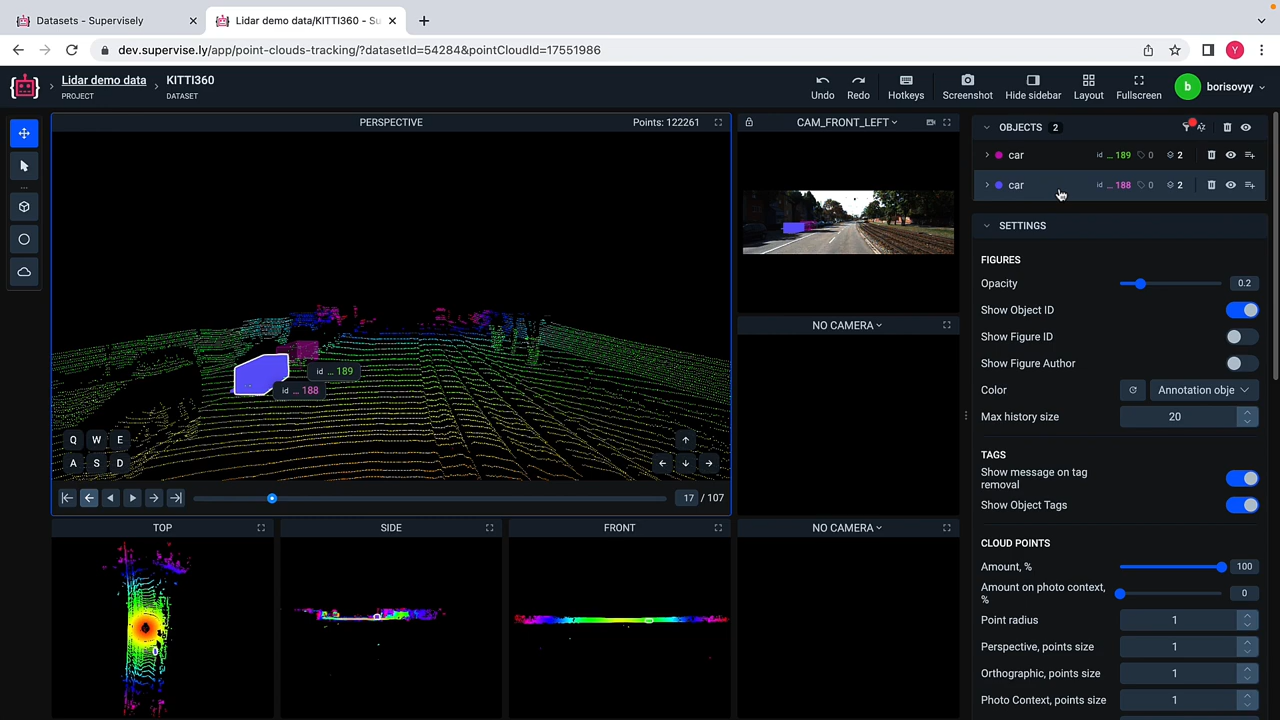 Datasets - Supervisely
Lidar demo data/KITTI360 - Su
dev.supervise.ly/app/point-clouds-tracking/?datasetId=54284&pointCloudId=17551986
Y
Lidar demo data
PROJECT
KITTI360
DATASET
Undo
Redo
Hotkeys
Screenshot
Hide sidebar
Layout
Fullscreen
b
borisovyy
PERSPECTIVE
Points: 122261
id ... 189
id ... 188
Q W E
A S D
17 / 107
TOP
SIDE
FRONT
CAM_FRONT_LEFT
NO CAMERA
NO CAMERA
OBJECTS 2
car id ... 189 0 2
car id ... 188 0 2
SETTINGS
FIGURES
Opacity 0.2
Show Object ID
Show Figure ID
Show Figure Author
Color Annotation obje
Max history size 20
TAGS
Show message on tag
removal
Show Object Tags
CLOUD POINTS
Amount, % 100
Amount on photo context,
% 0
Point radius 1
Perspective, points size 1
Orthographic, points size 1
Photo Context, points size 1